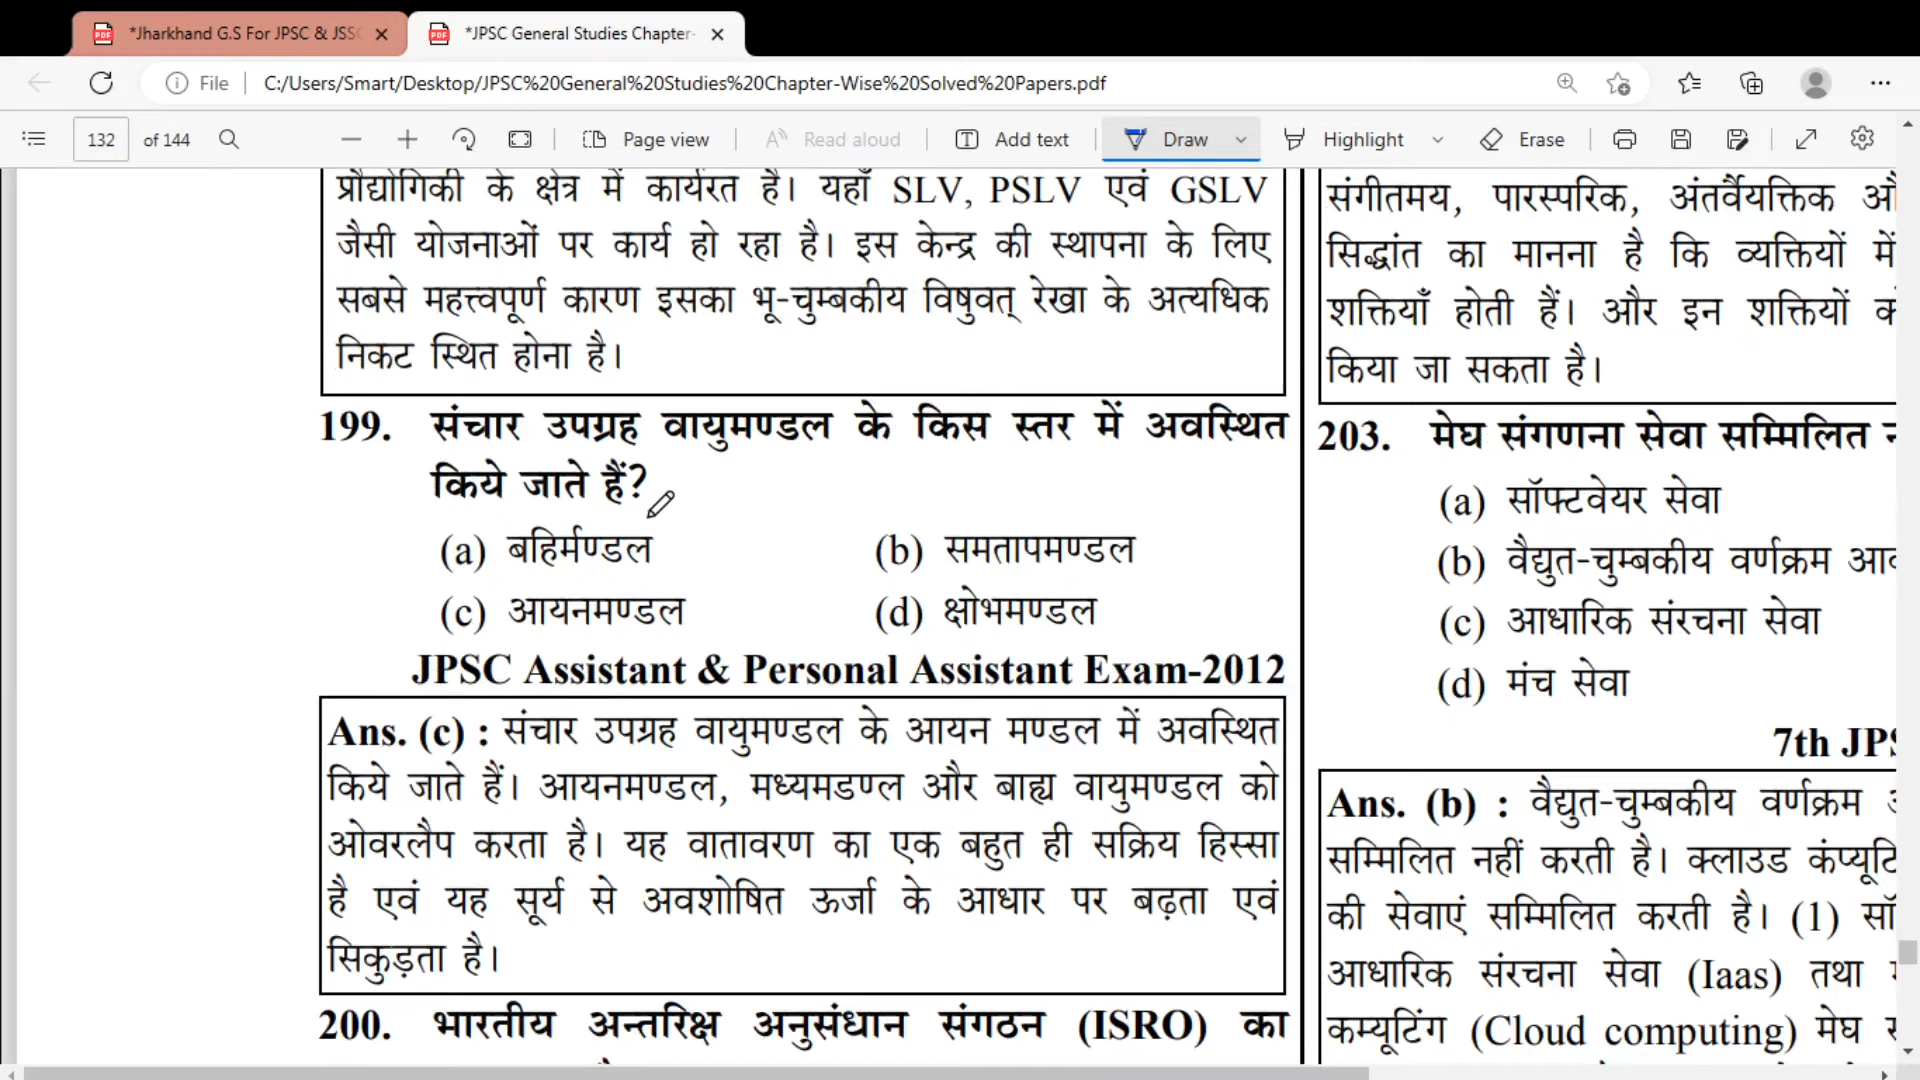 *Jharkhand G.S For JPSC & JSSC
*JPSC General Studies Chapter-
File C:/Users/Smart/Desktop/JPSC%20General%20Studies%20Chapter-Wise%20Solved%20Papers.pdf
132 of 144 Page view Read aloud Add text Draw Highlight Erase
प्रौद्योगिकी के क्षेत्र में कार्यरत है। यहाँ SLV, PSLV एवं GSLV
जैसी योजनाओं पर कार्य हो रहा है। इस केन्द्र की स्थापना के लिए
सबसे महत्त्वपूर्ण कारण इसका भू-चुम्बकीय विषुवत् रेखा के अत्यधिक
निकट स्थित होना है।
199. संचार उपग्रह वायुमण्डल के किस स्तर में अवस्थित
किये जाते हैं?
(a) बहिर्मण्डल (b) समतापमण्डल
(c) आयनमण्डल (d) क्षोभमण्डल
JPSC Assistant & Personal Assistant Exam-2012
Ans. (c) : संचार उपग्रह वायुमण्डल के आयन मण्डल में अवस्थित
किये जाते हैं। आयनमण्डल, मध्यमडण्ल और बाह्य वायुमण्डल को
ओवरलैप करता है। यह वातावरण का एक बहुत ही सक्रिय हिस्सा
है एवं यह सूर्य से अवशोषित ऊर्जा के आधार पर बढ़ता एवं
सिकुड़ता है।
200. भारतीय अन्तरिक्ष अनुसंधान संगठन (ISRO) का
संगीतमय, पारस्परिक, अंतर्वैयक्तिक
सिद्धांत का मानना है कि व्यक्तियों में
शक्तियाँ होती हैं। और इन शक्तियों
किया जा सकता है।
203. मेघ संगणना सेवा सम्मिलित
(a) सॉफ्टवेयर सेवा
(b) वैद्युत-चुम्बकीय वर्णक्रम
(c) आधारिक संरचना सेवा
(d) मंच सेवा
7th JPS
Ans. (b) : वैद्युत-चुम्बकीय वर्णक्रम
सम्मिलित नहीं करती है। क्लाउड
की सेवाएं सम्मिलित करती है। (1)
आधारिक संरचना सेवा (Iaas) तथा
कम्यूटिंग (Cloud computing) मेघ